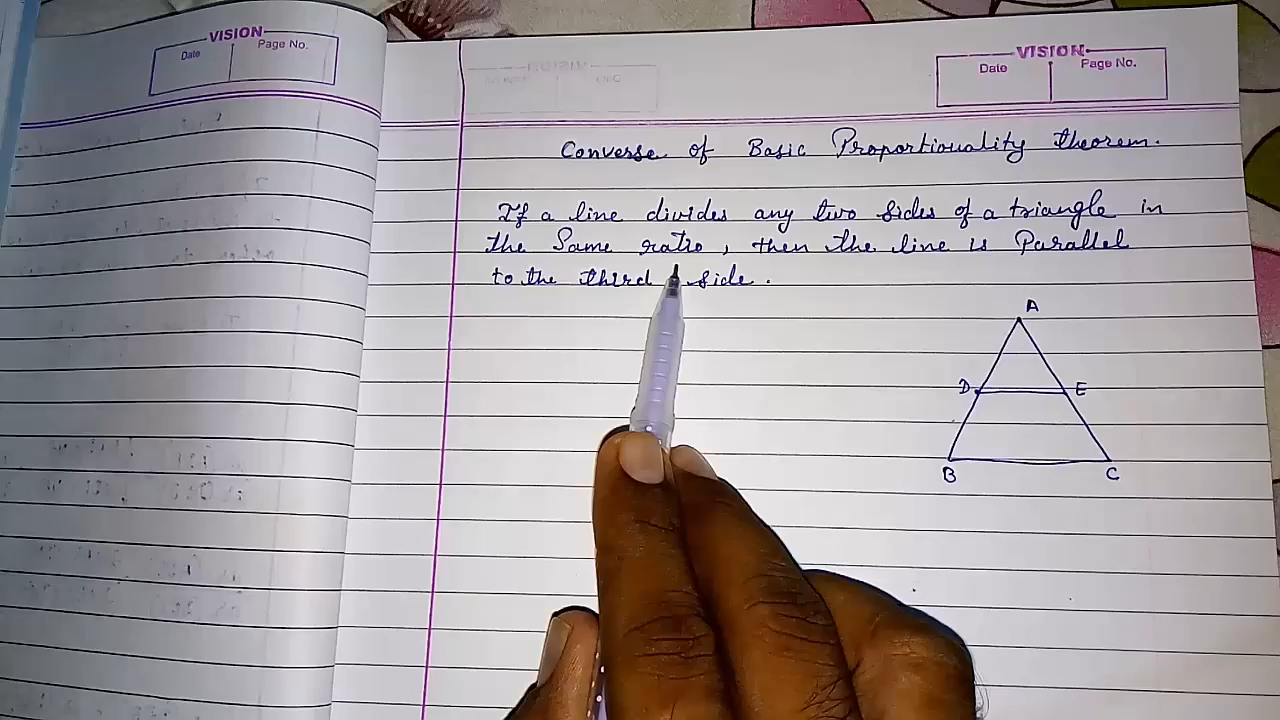 VISION
Date
Page No.
VISION
Date
Page No.
Converse of Basic Proportionality theorem.
If a line divides any two sides of a triangle in
the Same ratio, then the line is Parallel
to the third side.
A
D E
B C